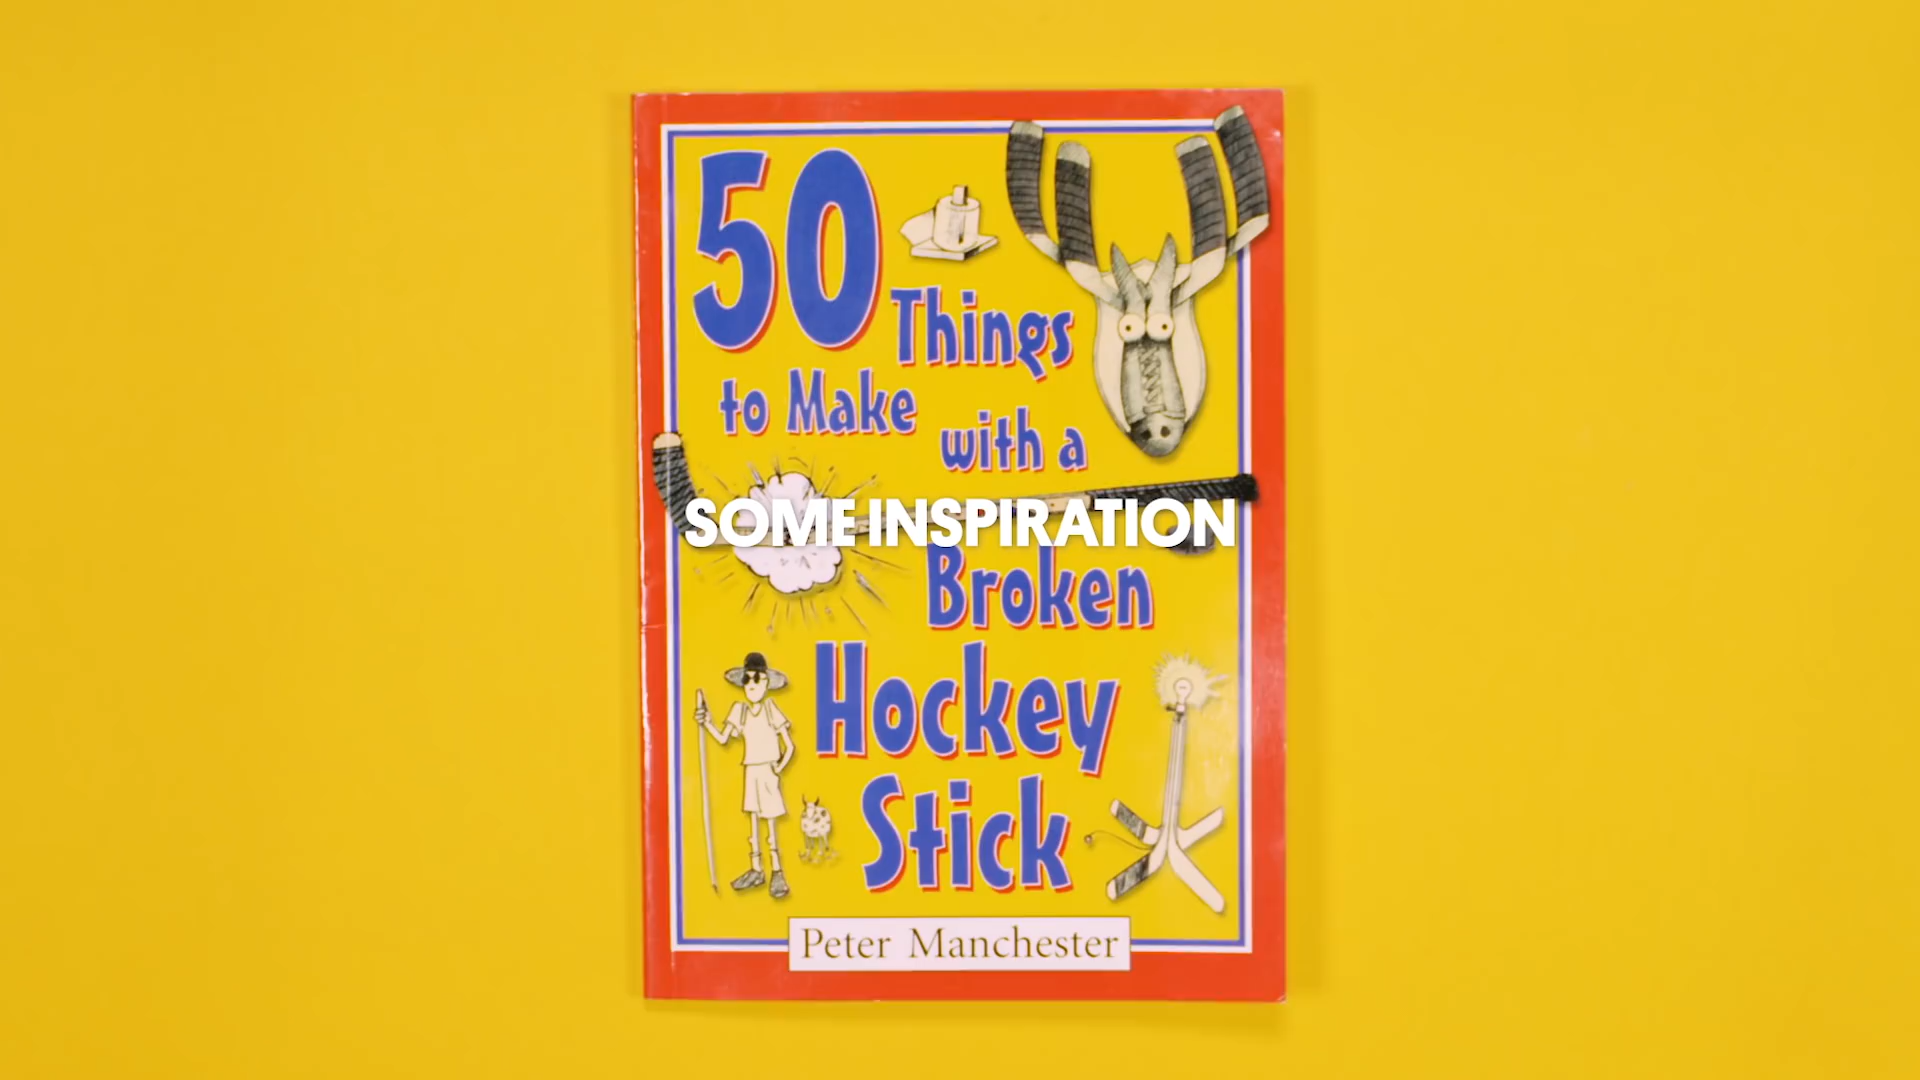 50
Things
to Make
with a
SOME INSPIRATION
Broken
Hockey
Stick
Peter Manchester